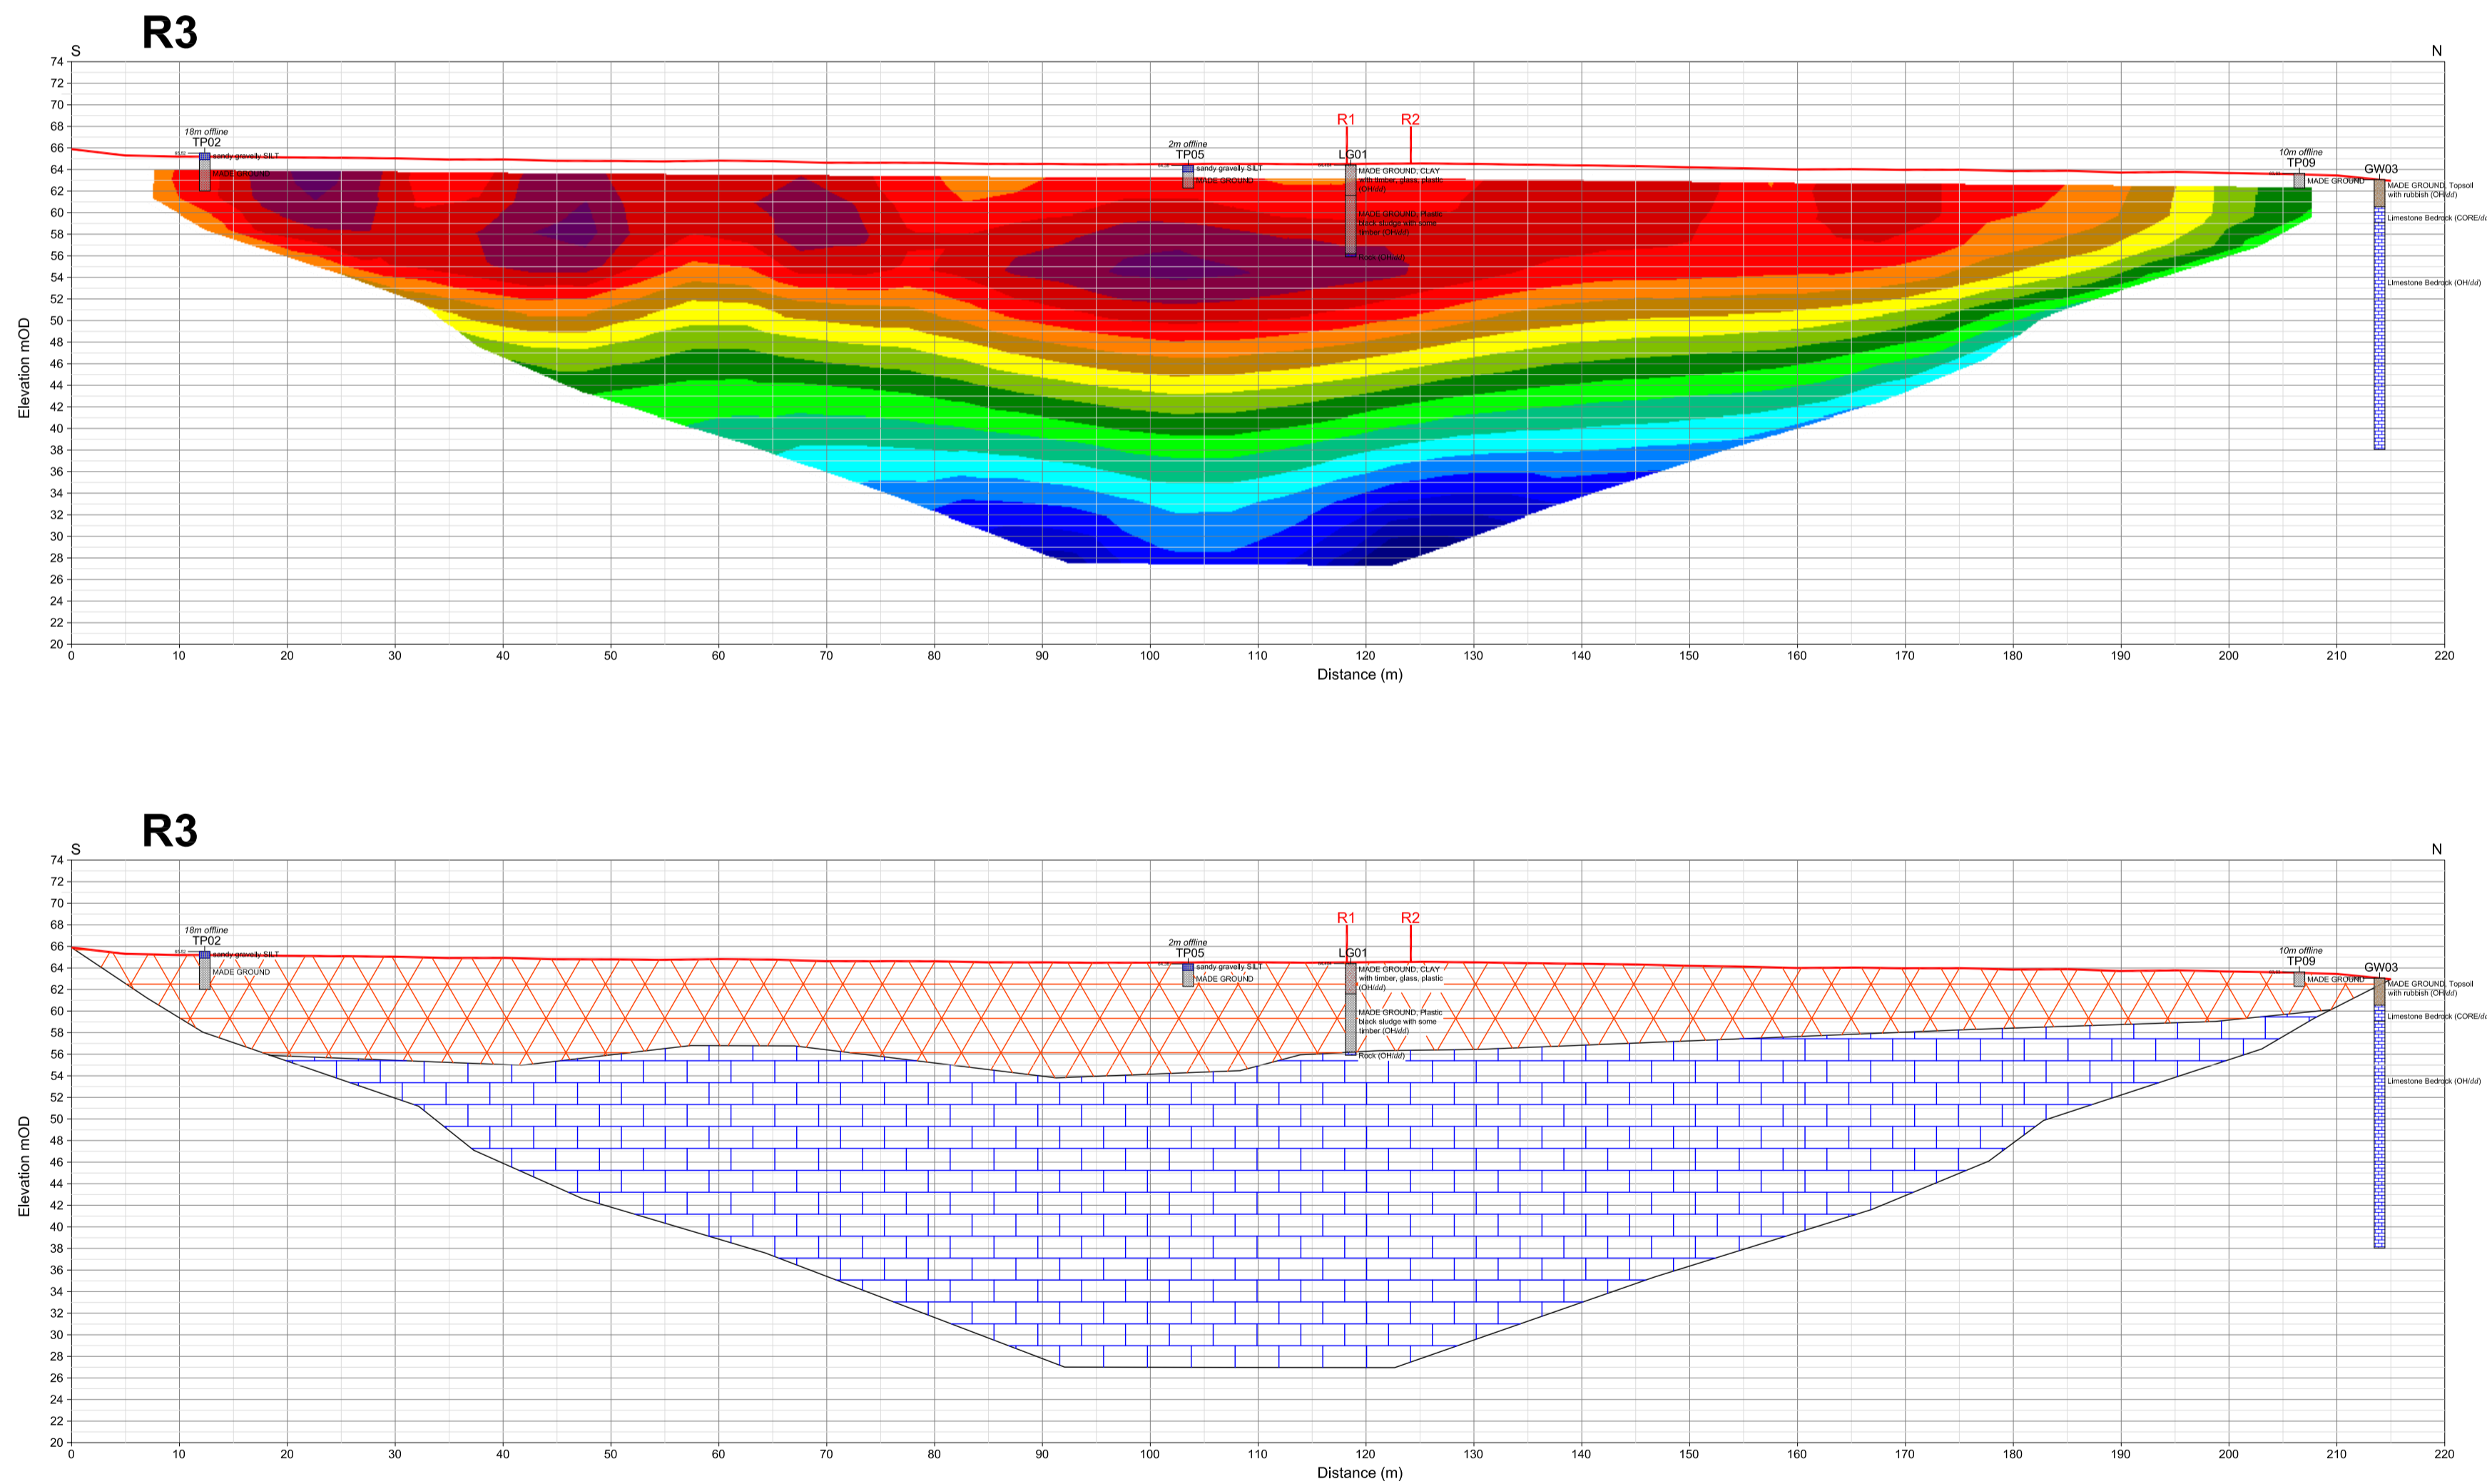 R3
S
N
74
72
70
68
66
64
62
60
58
56
54
52
50
48
46
44
42
40
38
36
34
32
30
28
26
24
22
20
Elevation mOD
18m offline
TP02
sandy gravelly SILT
MADE GROUND
2m offline
TP05
sandy gravelly SILT
MADE GROUND
R1
R2
LG01
MADE GROUND, CLAY
with timber, glass, plastic
(OH/dd)
MADE GROUND, Plastic
black sludge with some
timber (OH/dd)
Rock (OH/dd)
10m offline
TP09
MADE GROUND
GW03
MADE GROUND, Topsoil
with rubbish (OH/dd)
Limestone Bedrock (CORE/dd
Limestone Bedrock (OH/dd)
0 10 20 30 40 50 60 70 80 90 100 110 120 130 140 150 160 170 180 190 200 210 220
Distance (m)
R3
S
N
74
72
70
68
66
64
62
60
58
56
54
52
50
48
46
44
42
40
38
36
34
32
30
28
26
24
22
20
Elevation mOD
18m offline
TP02
sandy gravelly SILT
MADE GROUND
2m offline
TP05
sandy gravelly SILT
MADE GROUND
R1
R2
LG01
MADE GROUND, CLAY
with timber, glass, plastic
(OH/dd)
MADE GROUND, Plastic
black sludge with some
timber (OH/dd)
Rock (OH/dd)
10m offline
TP09
MADE GROUND
GW03
MADE GROUND, Topsoil
with rubbish (OH/dd)
Limestone Bedrock (CORE/dd
Limestone Bedrock (OH/dd)
0 10 20 30 40 50 60 70 80 90 100 110 120 130 140 150 160 170 180 190 200 210 220
Distance (m)